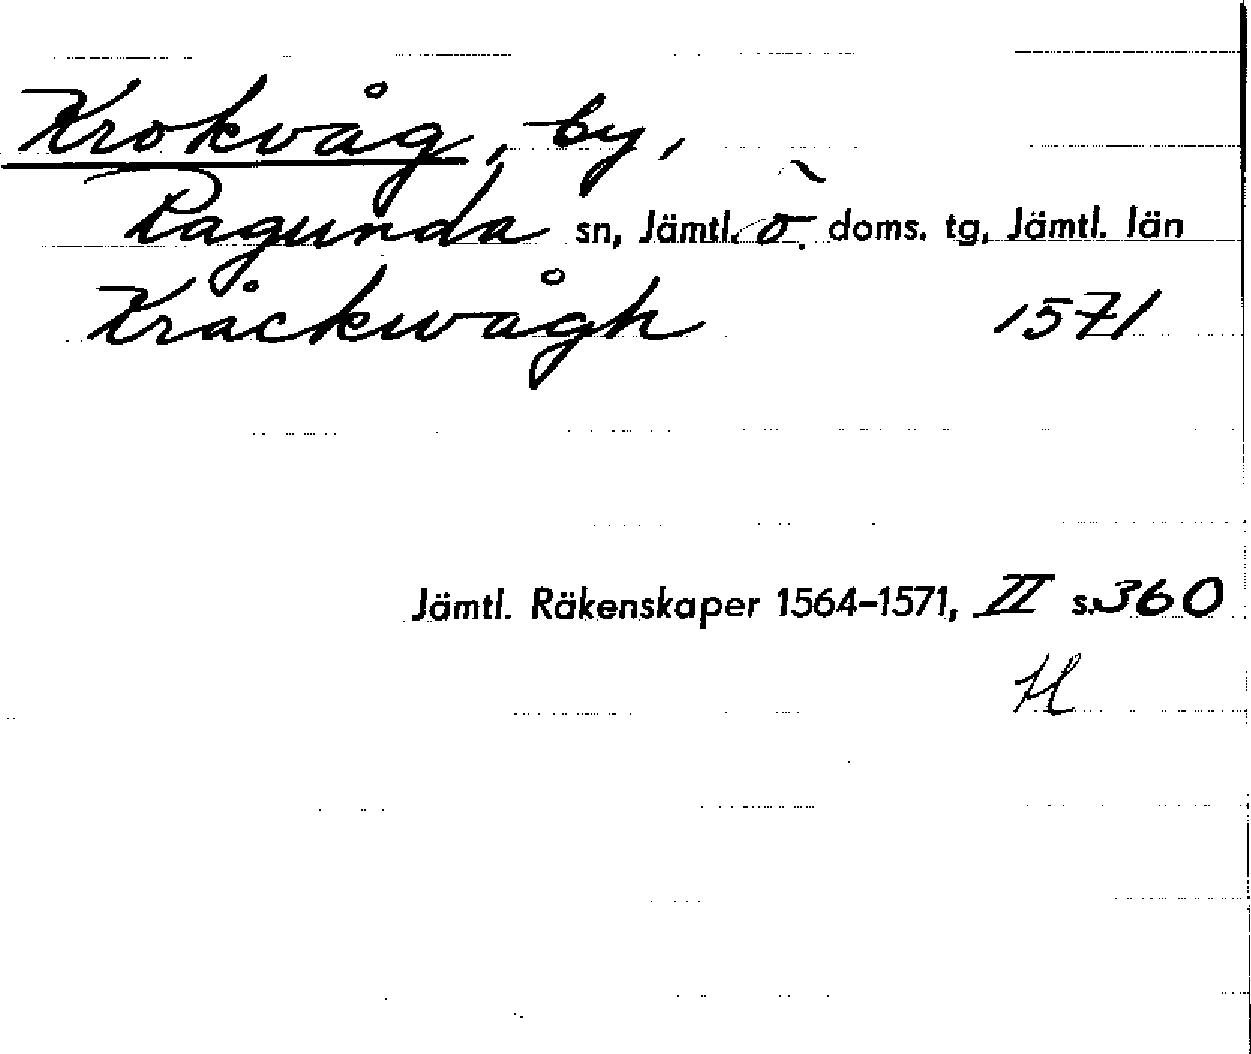 Krokvåg, by,
Ragunda sn, Jämtl. ö. doms. tg, Jämtl. län
Kråckwågh 1571
Jämtl. Räkenskaper 1564-1571, II s. 360
H